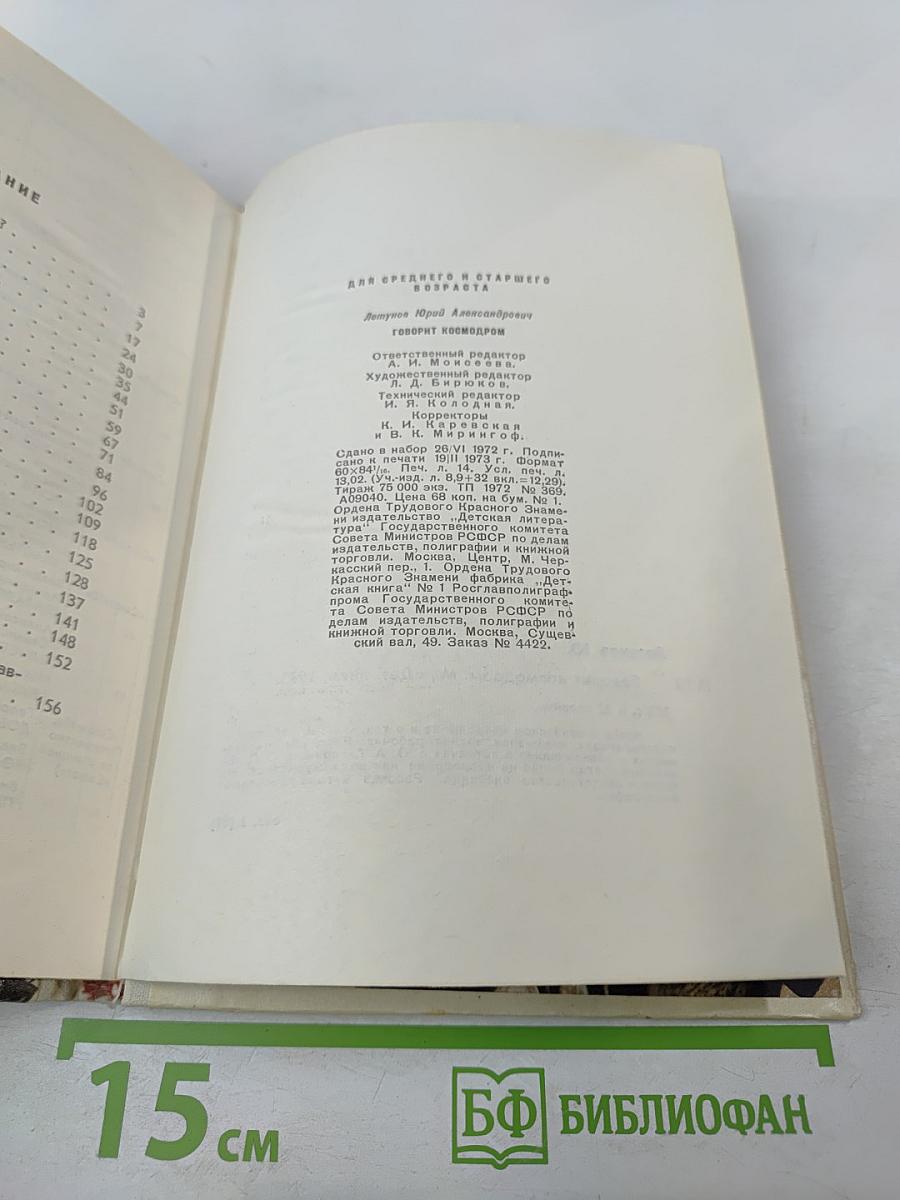 АНИЕ
3
7
17
24
30
35
44
51
59
67
71
84
96
102
109
118
125
128
137
141
148
152
ав-
156
ДЛЯ СРЕДНЕГО И СТАРШЕГО
ВОЗРАСТА
Летунов Юрий Александрович
ГОВОРИТ КОСМОДРОМ
Ответственный редактор
А. И. Моисеева.
Художественный редактор
Л. Д. Бирюков.
Технический редактор
И. Я. Колодная.
Корректоры
К. И. Каревская
и В. К. Мирингоф.
Сдано в набор 26/VI 1972 г. Подпи-
сано к печати 19/II 1973 г. Формат
60×84¹/₁₆. Печ. л. 14. Усл. печ. л.
13,02. (Уч.-изд. л. 8,9+32 вкл.=12,29).
Тираж 75 000 экз. ТП 1972 № 369.
А09040. Цена 68 коп. на бум. № 1.
Ордена Трудового Красного Знаме-
ни издательство „Детская литера-
тура" Государственного комитета
Совета Министров РСФСР по делам
издательств, полиграфии и книжной
торговли. Москва, Центр, М. Чер-
касский пер., 1. Ордена Трудового
Красного Знамени фабрика „Дет-
ская книга" № 1 Росглавполиграф-
прома Государственного комите-
та Совета Министров РСФСР по
делам издательств, полиграфии и
книжной торговли. Москва, Сущев-
ский вал, 49. Заказ № 4422.
15 см
БФ БИБЛИОФАН